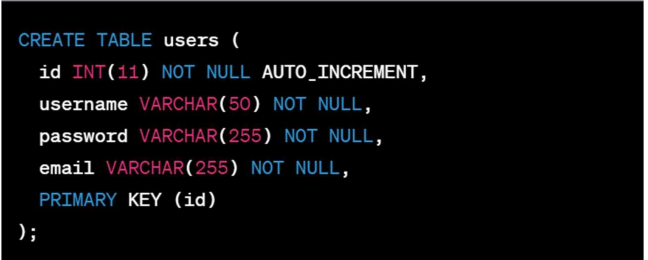 CREATE TABLE users (
id INT(11) NOT NULL AUTO_INCREMENT,
username VARCHAR(50) NOT NULL,
password VARCHAR(255) NOT NULL,
email VARCHAR(255) NOT NULL,
PRIMARY KEY (id)
);